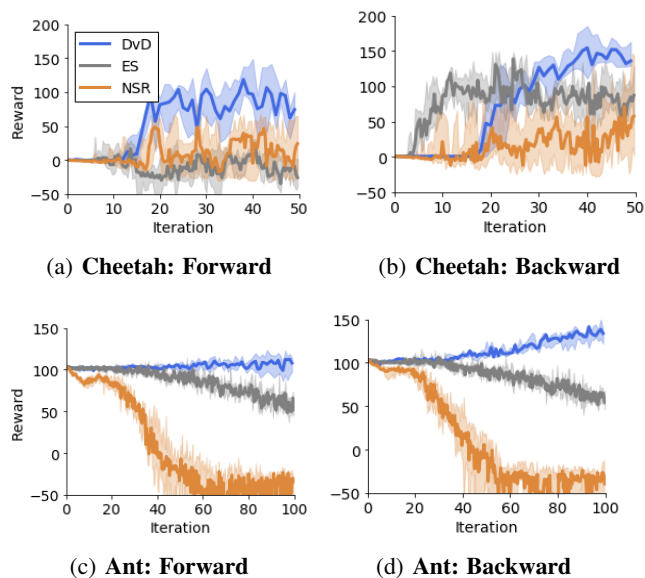 200
150
100
50
0
−50
Reward
DvD
ES
NSR
0 10 20 30 40 50
Iteration
(a) Cheetah: Forward
200
150
100
50
0
−50
0 10 20 30 40 50
Iteration
(b) Cheetah: Backward
150
100
50
0
−50
Reward
0 20 40 60 80 100
Iteration
(c) Ant: Forward
150
100
50
0
−50
0 20 40 60 80 100
Iteration
(d) Ant: Backward